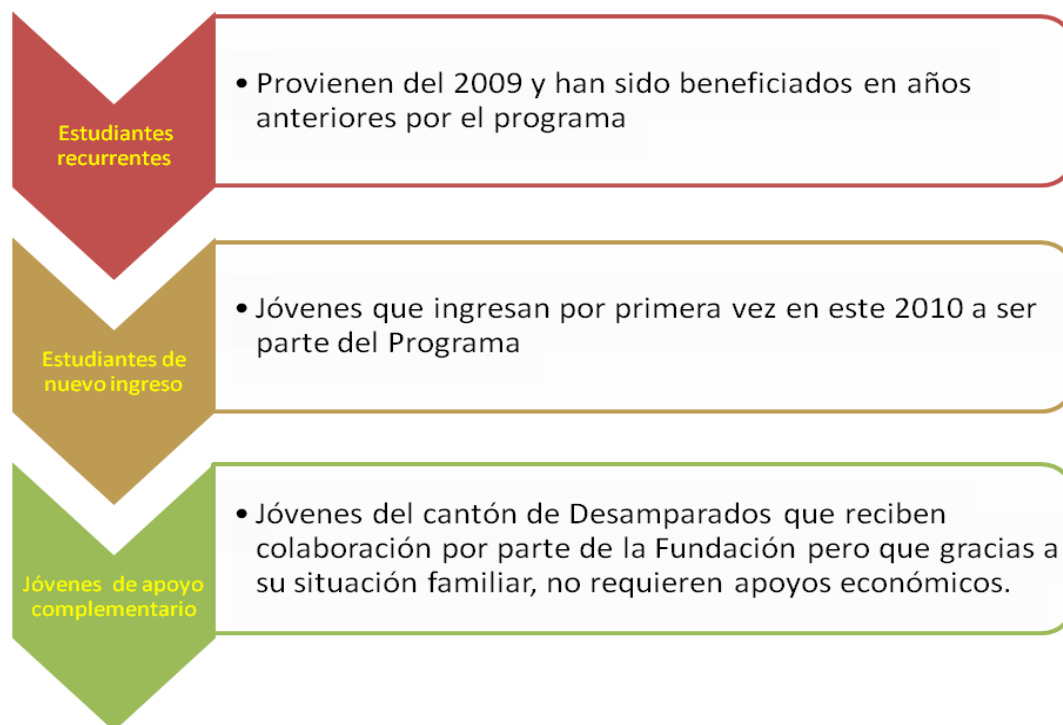 Estudiantes
recurrentes
• Provienen del 2009 y han sido beneficiados en años
anteriores por el programa
Estudiantes de
nuevo ingreso
• Jóvenes que ingresan por primera vez en este 2010 a ser
parte del Programa
Jóvenes de apoyo
complementario
• Jóvenes del cantón de Desamparados que reciben
colaboración por parte de la Fundación pero que gracias a
su situación familiar, no requieren apoyos económicos.